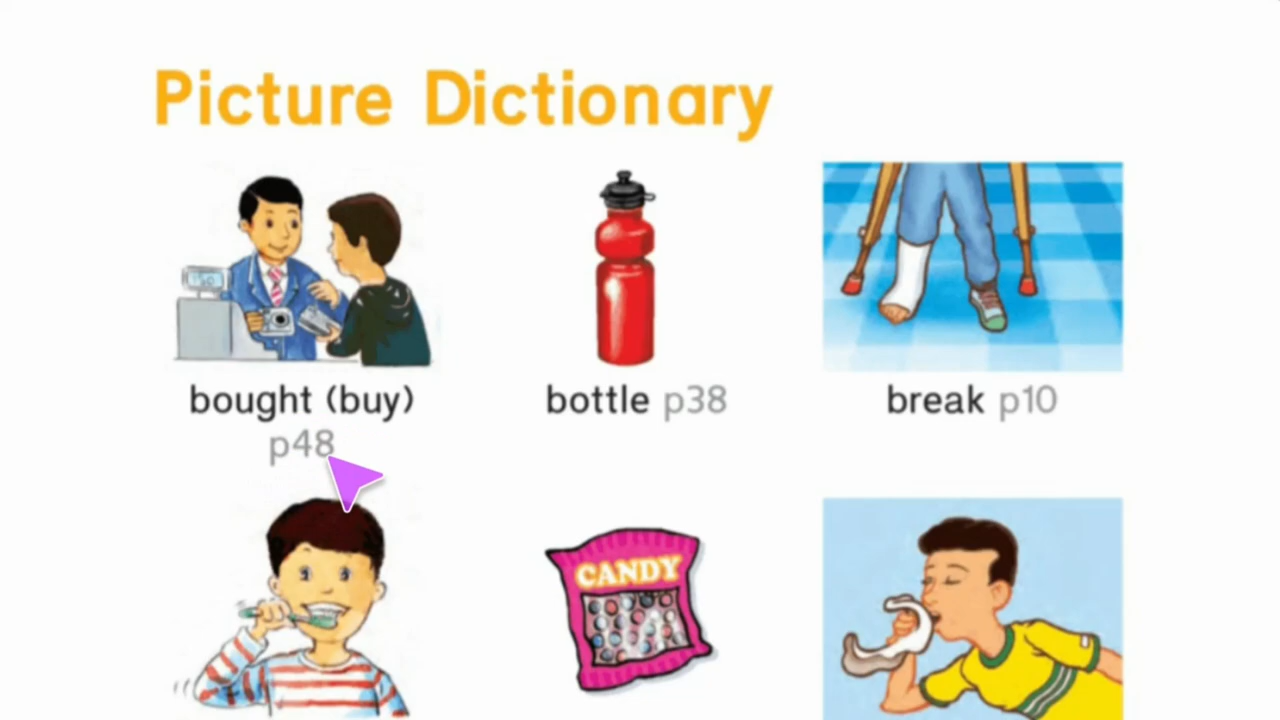 Picture Dictionary
bought (buy)
p48
bottle p38
break p10
CANDY